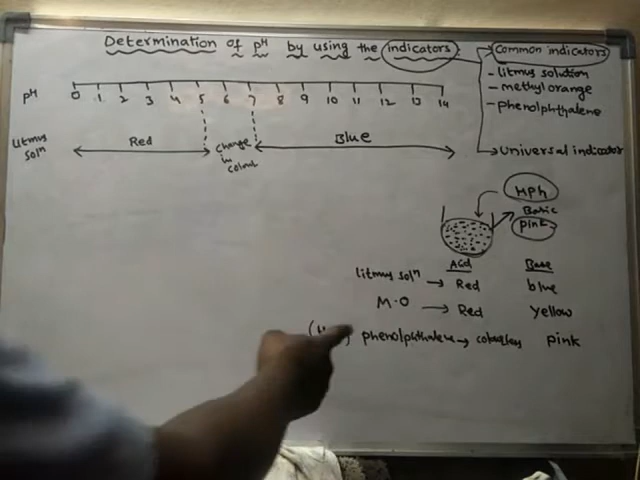 Determination of pH by using the indicators
Common indicators
- litmus solution
- methyl orange
- phenolphthalene
Universal indicator
pH
0 1 2 3 4 5 6 7 8 9 10 11 12 13 14
Litmus
solⁿ
Red
Change
in
colour
Blue
HPh
Basic
pink
Acid Base
litmus solⁿ → Red blue
M.O → Red Yellow
phenolphthalene → pink